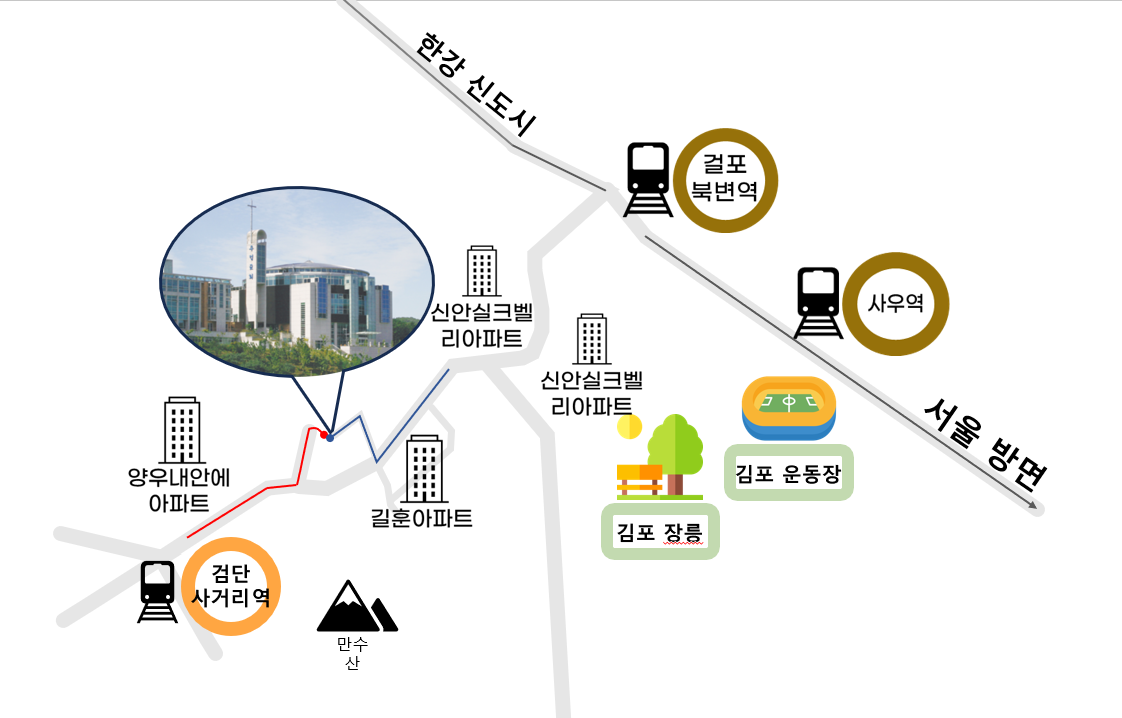 한강 신도시
걸포
북변역
사우역
신안실크벨
리아파트
신안실크벨
리아파트
서울 방면
김포 운동장
김포 장릉
양우내안에
아파트
길훈아파트
검단
사거리역
만수
산